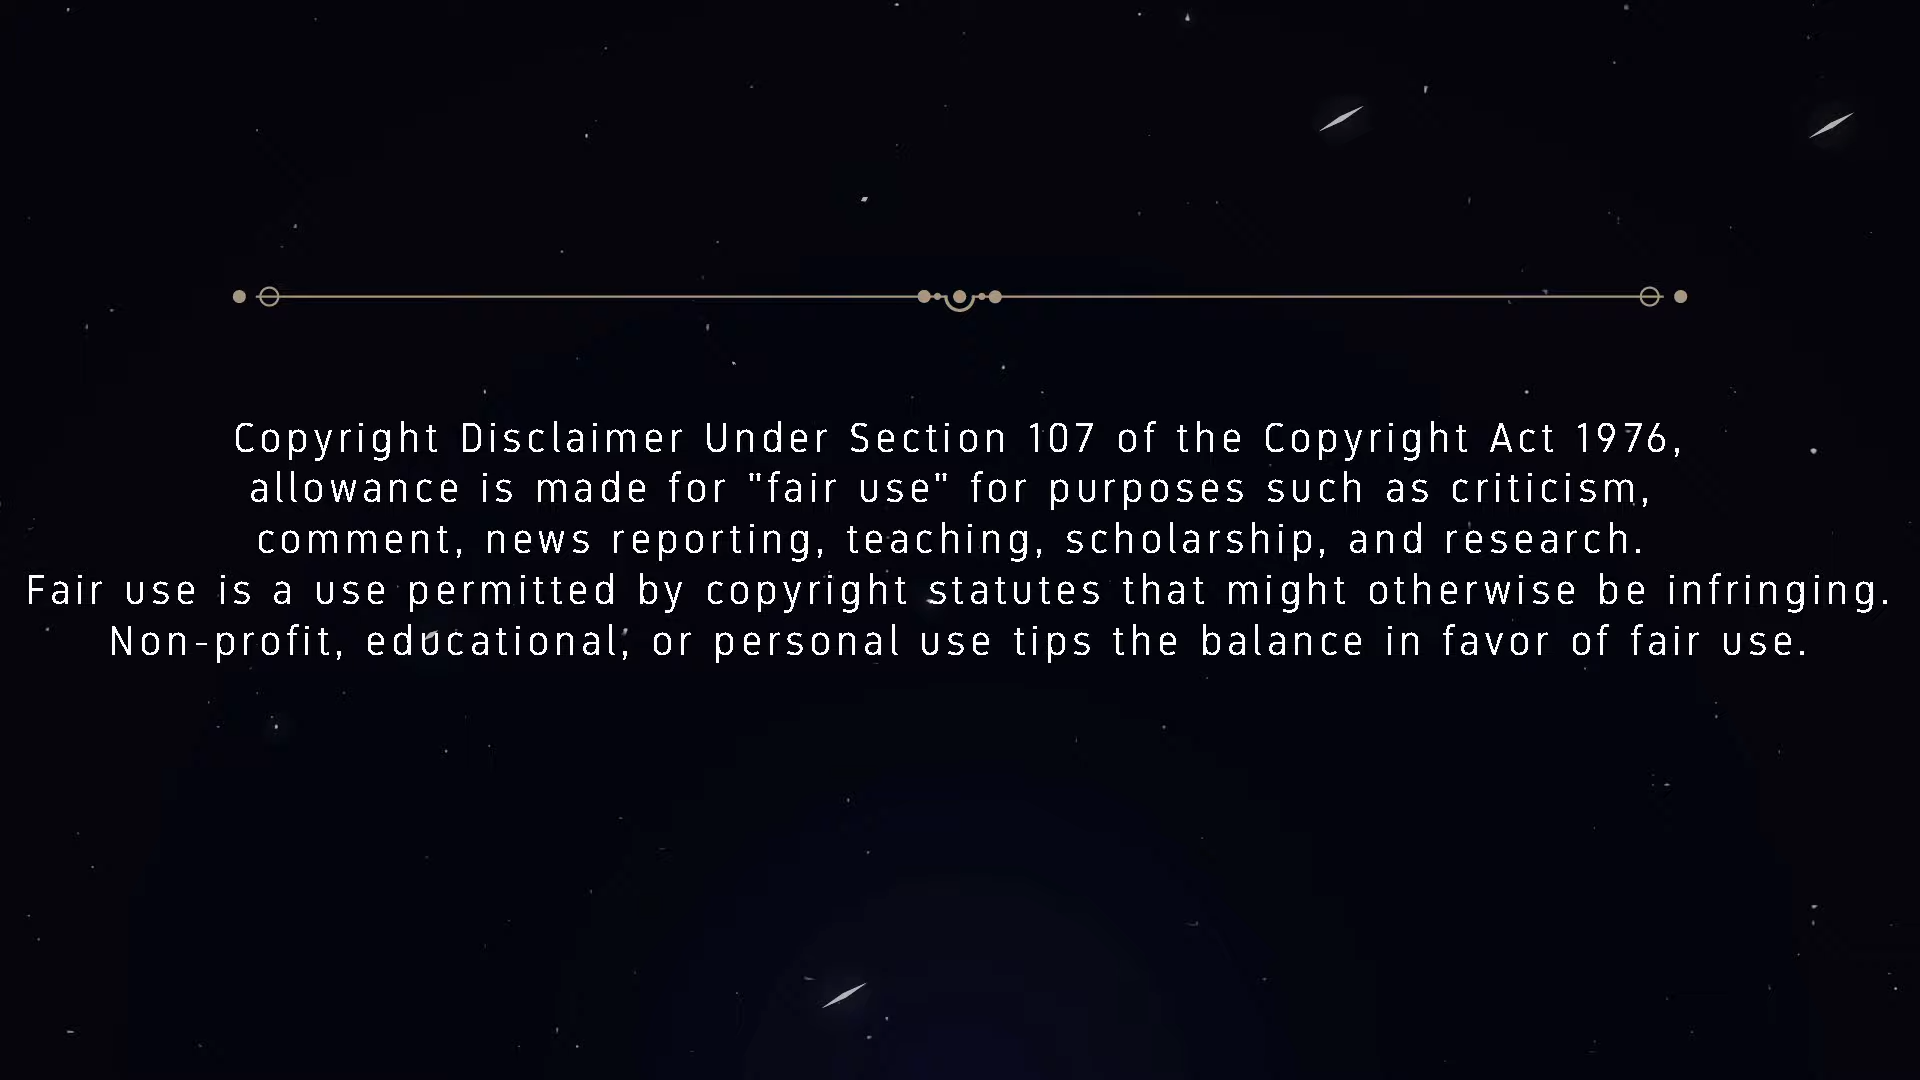 Copyright Disclaimer Under Section 107 of the Copyright Act 1976,
allowance is made for "fair use" for purposes such as criticism,
comment, news reporting, teaching, scholarship, and research.
Fair use is a use permitted by copyright statutes that might otherwise be infringing.
Non-profit, educational, or personal use tips the balance in favor of fair use.